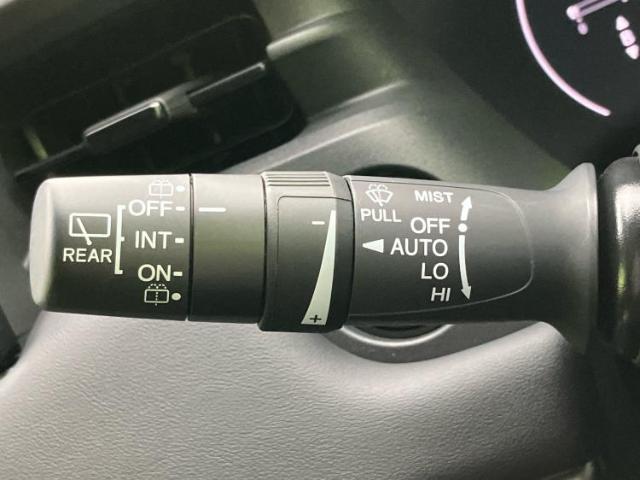 REAR
OFF
INT
ON
−
+
PULL
MIST
OFF
AUTO
LO
HI